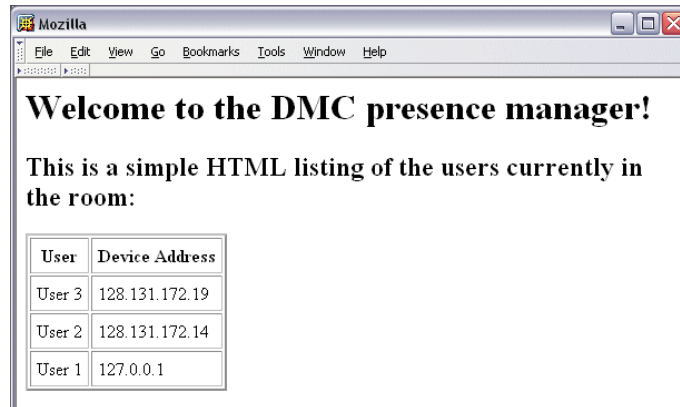 Mozilla
File Edit View Go Bookmarks Tools Window Help
Welcome to the DMC presence manager!
This is a simple HTML listing of the users currently in
the room:
User Device Address
User 3 128.131.172.19
User 2 128.131.172.14
User 1 127.0.0.1